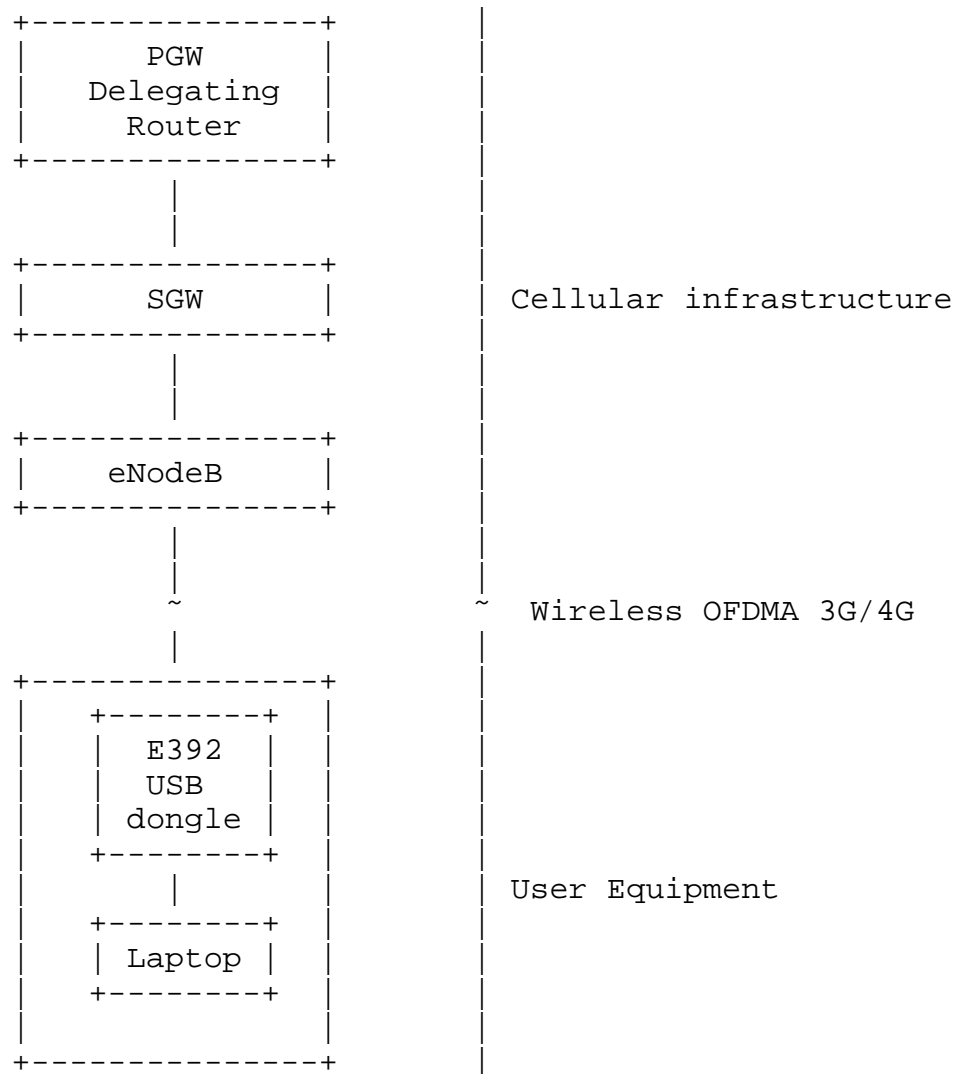 PGW
Delegating
Router
SGW
Cellular infrastructure
eNodeB
Wireless OFDMA 3G/4G
E392
USB
dongle
User Equipment
Laptop